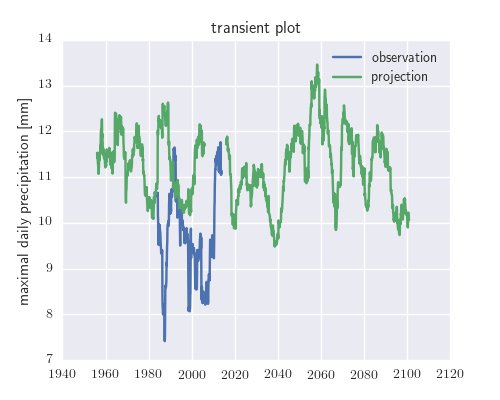 transient plot
maximal daily precipitation [mm]
14
13
12
11
10
9
8
7
observation
projection
1940 1960 1980 2000 2020 2040 2060 2080 2100 2120